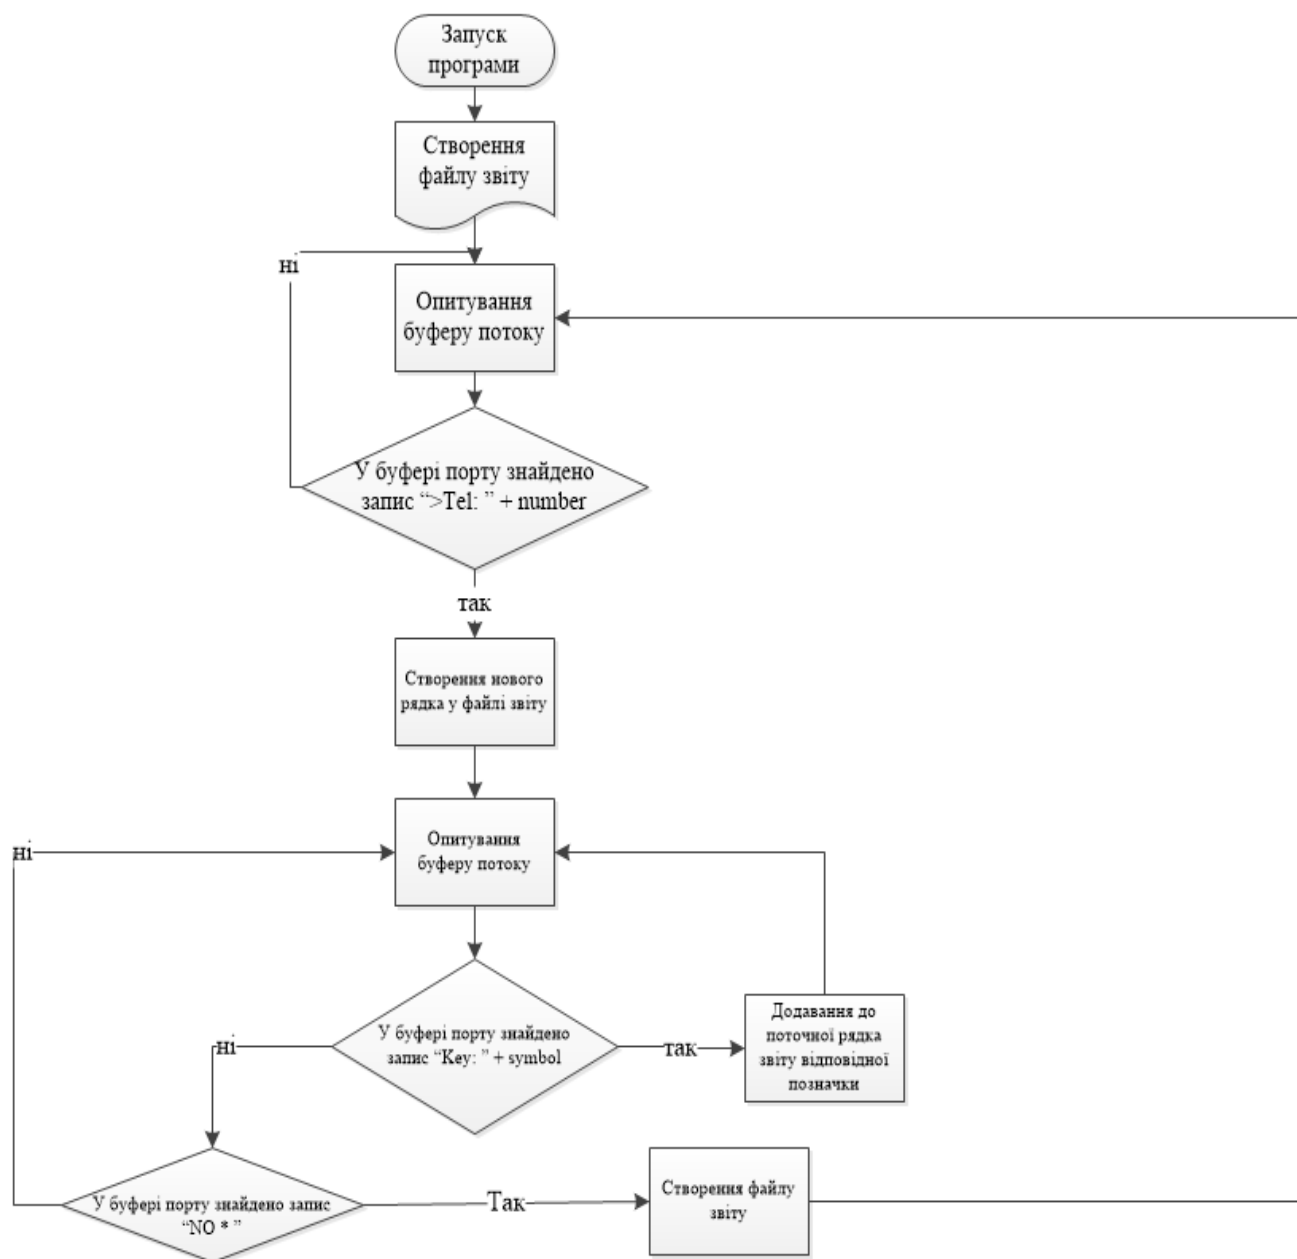 Запуск
програми
Створення
файлу звіту
ні
Опитування
буферу потоку
У буфері порту знайдено
запис “>Tel: ” + number
так
Створення нового
рядка у файлі звіту
Опитування
буферу потоку
ні
У буфері порту знайдено
запис “Key: ” + symbol
так
Додавання до
поточної рядка
звіту відповідної
позначки
ні
У буфері порту знайдено запис
“NO * ”
Так
Створення файлу
звіту